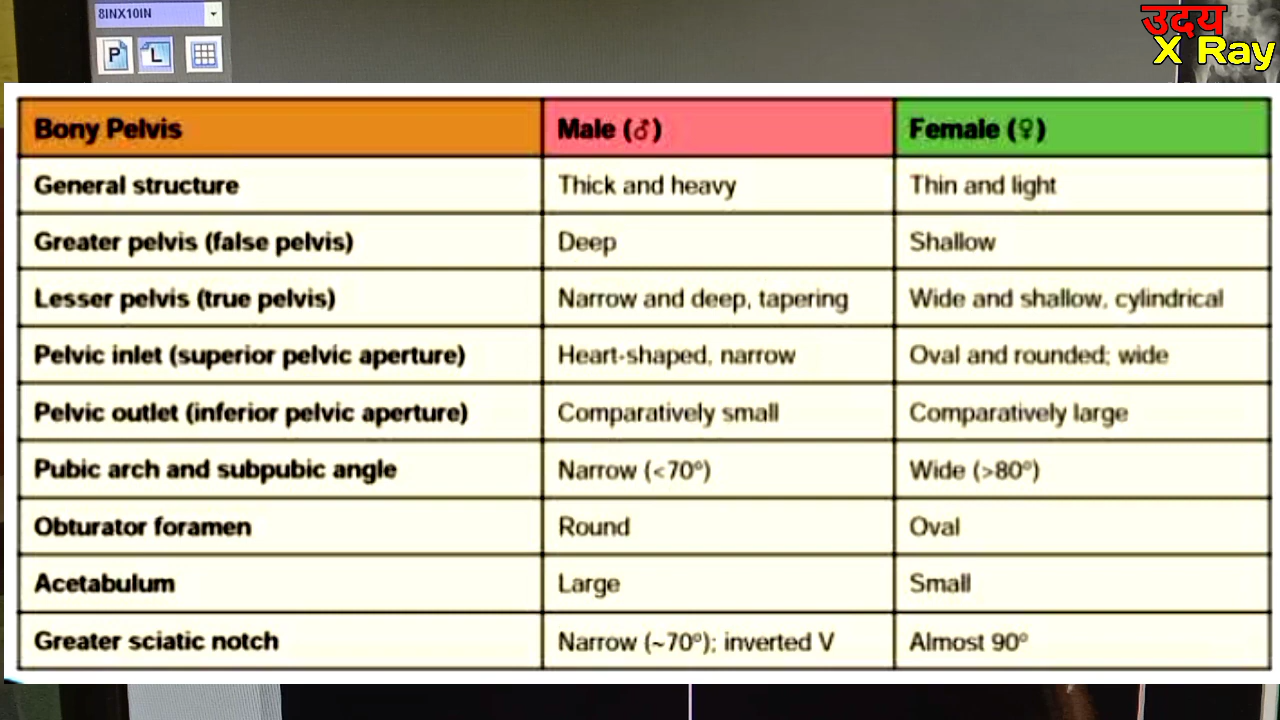 8INX10IN
P L
उदय
X Ray
Bony Pelvis Male (♂) Female (♀)
General structure Thick and heavy Thin and light
Greater pelvis (false pelvis) Deep Shallow
Lesser pelvis (true pelvis) Narrow and deep, tapering Wide and shallow, cylindrical
Pelvic inlet (superior pelvic aperture) Heart-shaped, narrow Oval and rounded; wide
Pelvic outlet (inferior pelvic aperture) Comparatively small Comparatively large
Pubic arch and subpubic angle Narrow (<70°) Wide (>80°)
Obturator foramen Round Oval
Acetabulum Large Small
Greater sciatic notch Narrow (~70°); inverted V Almost 90°